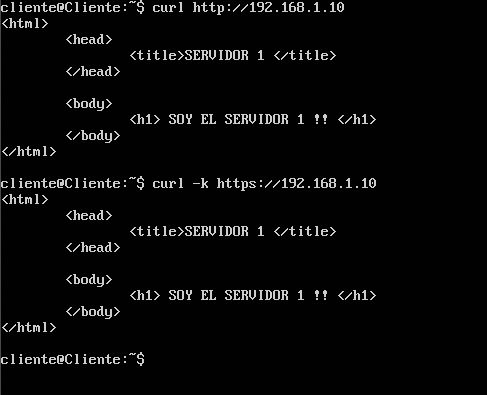 cliente@Cliente:~$ curl http://192.168.1.10
<html>
<head>
<title>SERVIDOR 1 </title>
</head>
<body>
<h1> SOY EL SERVIDOR 1 !! </h1>
</body>
</html>
cliente@Cliente:~$ curl -k https://192.168.1.10
<html>
<head>
<title>SERVIDOR 1 </title>
</head>
<body>
<h1> SOY EL SERVIDOR 1 !! </h1>
</body>
</html>
cliente@Cliente:~$